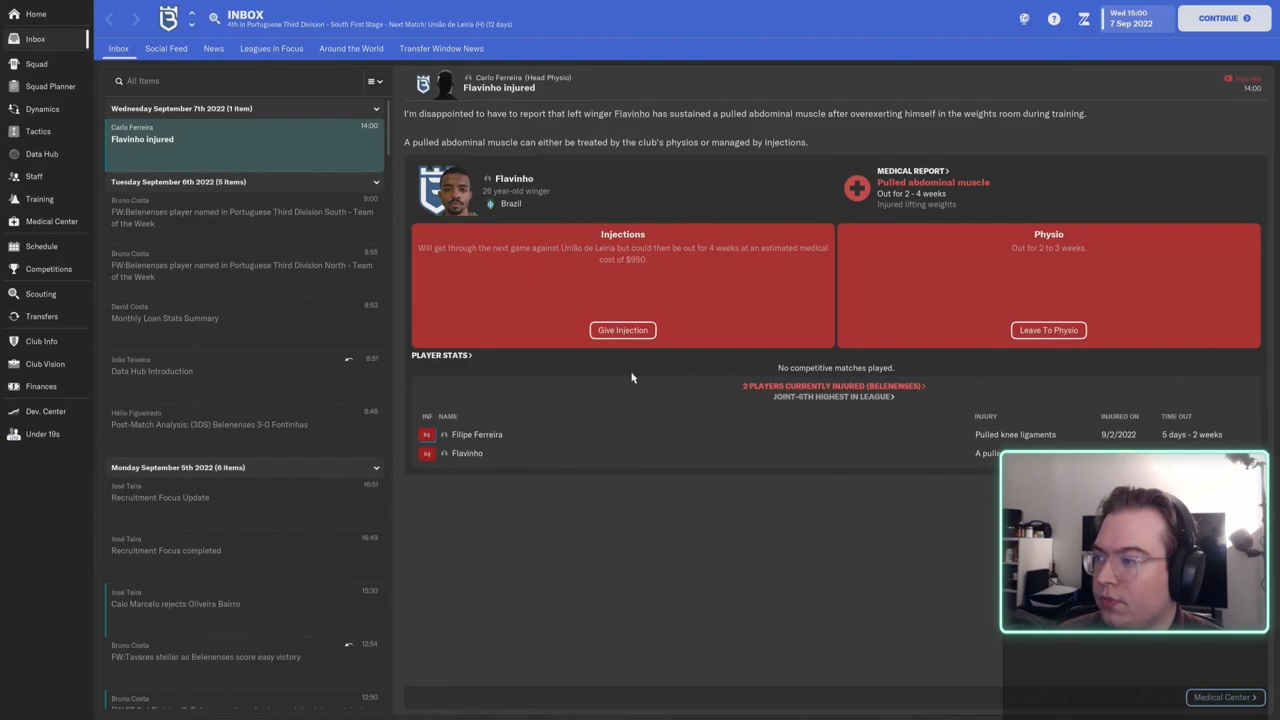 Home
Inbox
Squad
Squad Planner
Dynamics
Tactics
Data Hub
Staff
Training
Medical Center
Schedule
Competitions
Scouting
Transfers
Club Info
Club Vision
Finances
Dev. Center
Under 19s
INBOX
4th in Portuguese Third Division - South First Stage - Next Match: União de Leiria (H) (12 days)
Wed 15:00
7 Sep 2022
CONTINUE
Inbox
Social Feed
News
Leagues in Focus
Around the World
Transfer Window News
All Items
Wednesday September 7th 2022 (1 item)
Carlo Ferreira
14:00
Flavinho injured
Tuesday September 6th 2022 (5 items)
Bruno Costa
9:00
FW:Belenenses player named in Portuguese Third Division South - Team
of the Week
Bruno Costa
8:55
FW:Belenenses player named in Portuguese Third Division North - Team
of the Week
David Costa
8:53
Monthly Loan Stats Summary
João Teixeira
8:51
Data Hub Introduction
Hélio Figueiredo
8:48
Post-Match Analysis: (3DS) Belenenses 3-0 Fontinhas
Monday September 5th 2022 (6 items)
José Taira
16:51
Recruitment Focus Update
José Taira
16:49
Recruitment Focus completed
José Taira
15:30
Caio Marcelo rejects Oliveira Bairro
Bruno Costa
12:54
FW:Tavares stellar as Belenenses score easy victory
Bruno Costa
12:50
Carlo Ferreira (Head Physio)
Flavinho injured
Injuries
14:00
I'm disappointed to have to report that left winger Flavinho has sustained a pulled abdominal muscle after overexerting himself in the weights room during training.
A pulled abdominal muscle can either be treated by the club's physios or managed by injections.
Flavinho
26 year-old winger
Brazil
MEDICAL REPORT
Pulled abdominal muscle
Out for 2 - 4 weeks
Injured lifting weights
Injections
Will get through the next game against União de Leiria but could then be out for 4 weeks at an estimated medical
cost of $950.
Give Injection
Physio
Out for 2 to 3 weeks.
Leave To Physio
PLAYER STATS
No competitive matches played.
2 PLAYERS CURRENTLY INJURED (BELENENSES)
JOINT-6TH HIGHEST IN LEAGUE
INF NAME INJURY INJURED ON TIME OUT
Inj Filipe Ferreira Pulled knee ligaments 9/2/2022 5 days - 2 weeks
Inj Flavinho A pulle
Medical Center